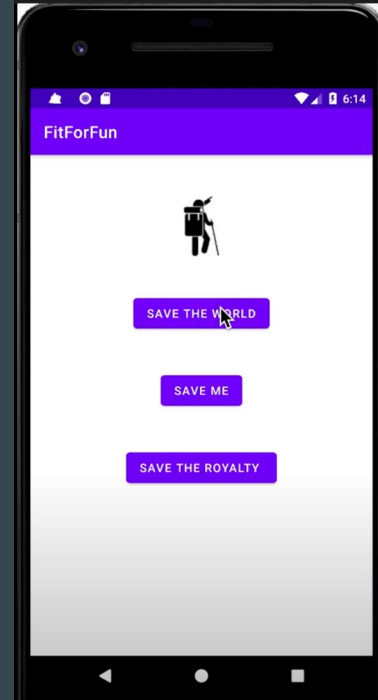 6:14
FitForFun
SAVE THE WORLD
SAVE ME
SAVE THE ROYALTY